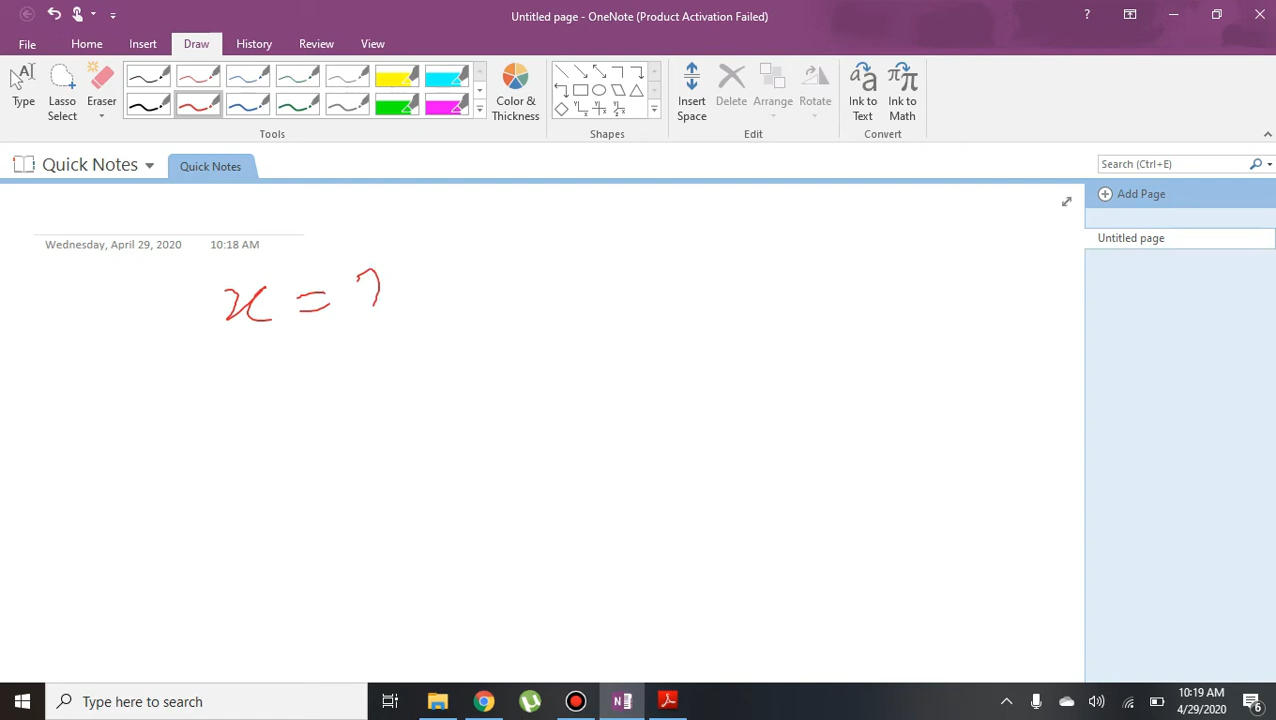 Untitled page - OneNote (Product Activation Failed)
?
File Home Insert Draw History Review View
Type
Lasso Select
Eraser
Color & Thickness
Insert Space
Delete
Arrange
Rotate
Ink to Text
Ink to Math
Tools Shapes Edit Convert
Quick Notes Quick Notes
Search (Ctrl+E)
Add Page
Untitled page
Wednesday, April 29, 2020 10:18 AM
x =
Type here to search
10:19 AM
4/29/2020
6